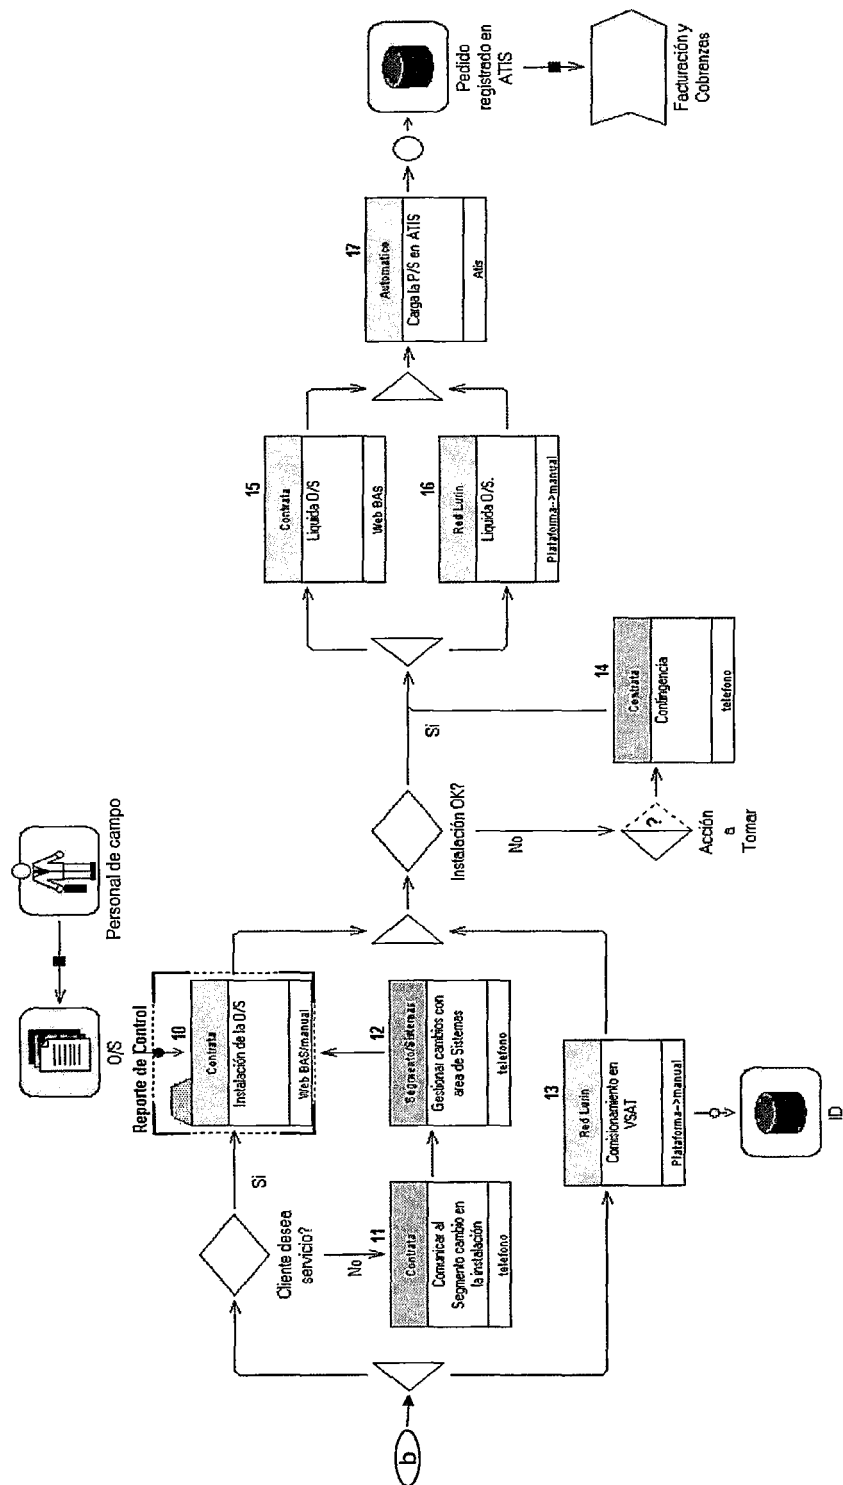 b
Cliente desea
servicio?
Si
No
11
Contrata
Comunicar al
Segmento cambio en
la instalación
telefono
O/S
Personal de campo
Reporte de Control
10
Contrata
Instalación de la O/S
Web BAS/manual
12
Segmento/Sistemas
Gestionar cambios con
area de Sistemas
telefono
13
Red Lurin
Comisionamiento en
VSAT
Plataforma-->manual
ID
Instalación OK?
Si
No
?
Acción
a
Tomar
14
Contrata
Contingencia
telefono
15
Contrata
Liquida O/S
Web BAS
16
Red Lurin
Liquida O/S.
Plataforma-->manual
17
Automatico
Carga la P/S en ATIS
Atis
Pedido
registrado en
ATIS
Facturación y
Cobranzas